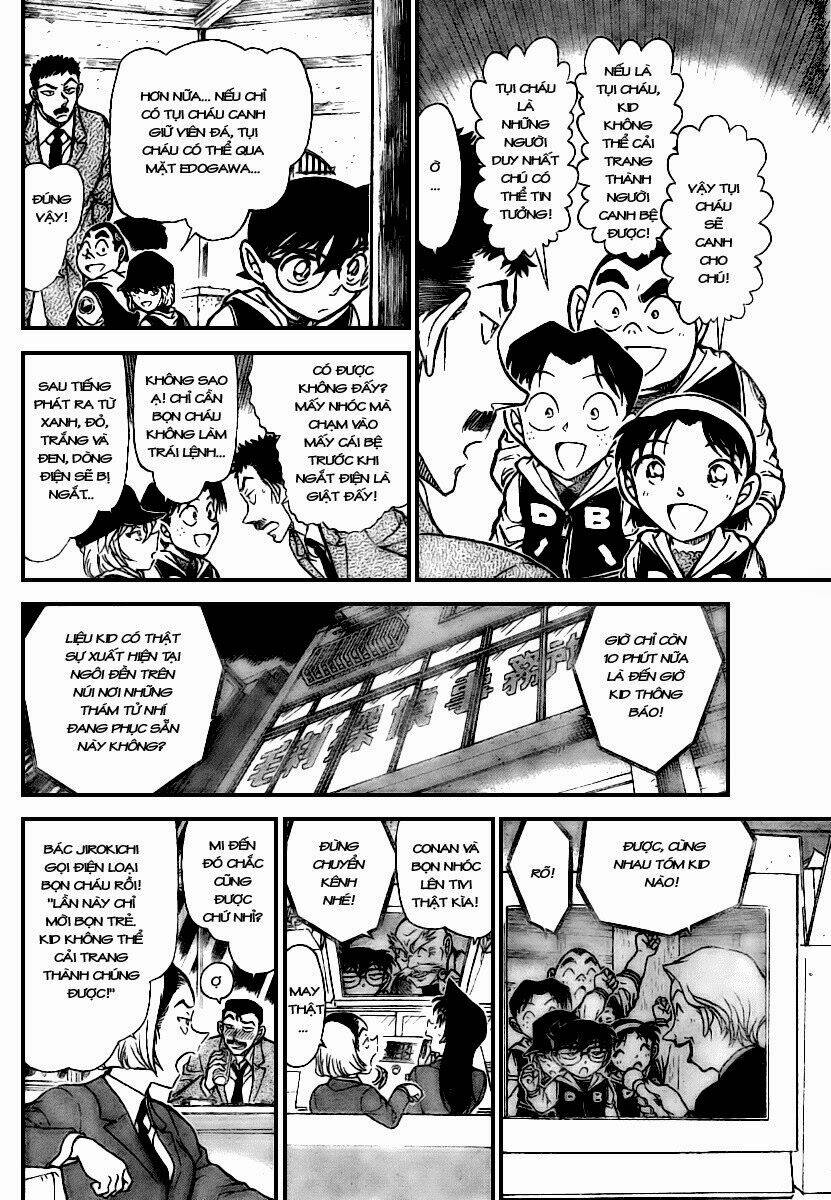 VẬY TỤI
CHÁU
SẼ
CANH
CHO
CHÚ!
NẾU LÀ
TỤI
CHÁU,
KID
KHÔNG
THỂ CẢI
TRANG
THÀNH
NGƯỜI
CANH BỆ
ĐƯỢC!
TỤI
CHÁU
LÀ
NHỮNG
NGƯỜI
DUY NHẤT
CHÚ CÓ
THỂ TIN
TƯỞNG!
Ờ
...
D B
I I
HƠN NỮA... NẾU CHỈ
CÓ TỤI CHÁU CANH
GIỮ VIÊN ĐÁ, TỤI
CHÁU CÓ THỂ QUA
MẶT EDOGAWA...
ĐÚNG
VẬY!
CÓ ĐƯỢC
KHÔNG ĐẤY?
MẤY NHÓC MÀ
CHẠM VÀO
MẤY CÁI BỆ
TRƯỚC KHI
NGẮT ĐIỆN LÀ
GIẬT ĐẤY!
KHÔNG SAO
Ạ! CHỈ CẦN
BỌN CHÁU
KHÔNG LÀM
TRÁI LỆNH...
SAU TIẾNG
PHÁT RA TỪ
XANH, ĐỎ,
TRẮNG VÀ
ĐEN, DÒNG
ĐIỆN SẼ BỊ
NGẮT...
GIỜ CHỈ CÒN
10 PHÚT NỮA
LÀ ĐẾN GIỜ
KID THÔNG
BÁO!
毛利探偵事務所
LIỆU KID CÓ THẬT
SỰ XUẤT HIỆN TẠI
NGÔI ĐỀN TRÊN
NÚI NƠI NHỮNG
THÁM TỬ NHÍ
ĐANG PHỤC SẴN
NÀY KHÔNG?
ĐƯỢC, CÙNG
NHAU TÓM KID
NÀO!
RÕ!
CONAN VÀ
BỌN NHÓC
LÊN TIVI
THẬT KÌA!
ĐỪNG
CHUYỂN
KÊNH
NHÉ!
MAY
THẬT
...
MI ĐẾN
ĐÓ CHẮC
CŨNG
ĐƯỢC
CHỨ NHỈ?
Ợ
BÁC JIROKICHI
GỌI ĐIỆN LOẠI
BỌN CHÁU RỒI!
"LẦN NÀY CHỈ
MỜI BỌN TRẺ.
KID KHÔNG THỂ
CẢI TRANG
THÀNH CHÚNG
ĐƯỢC!"